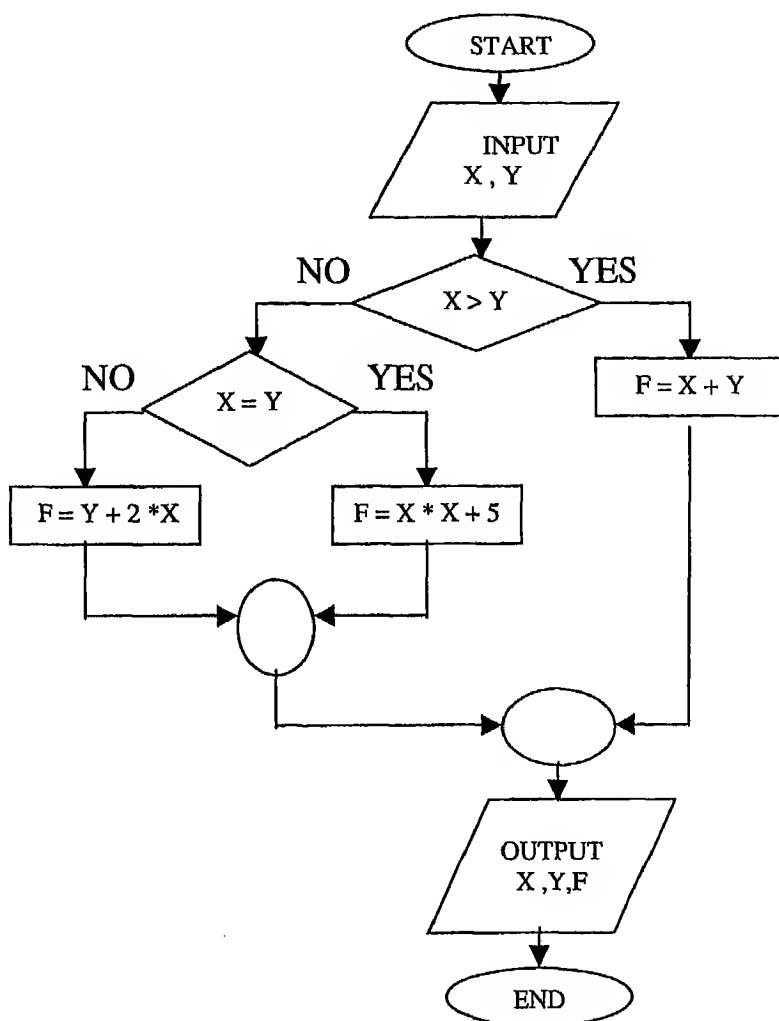 START
INPUT
X , Y
NO
YES
X > Y
NO
YES
X = Y
F = X + Y
F = Y + 2 *X
F = X * X + 5
OUTPUT
X ,Y,F
END